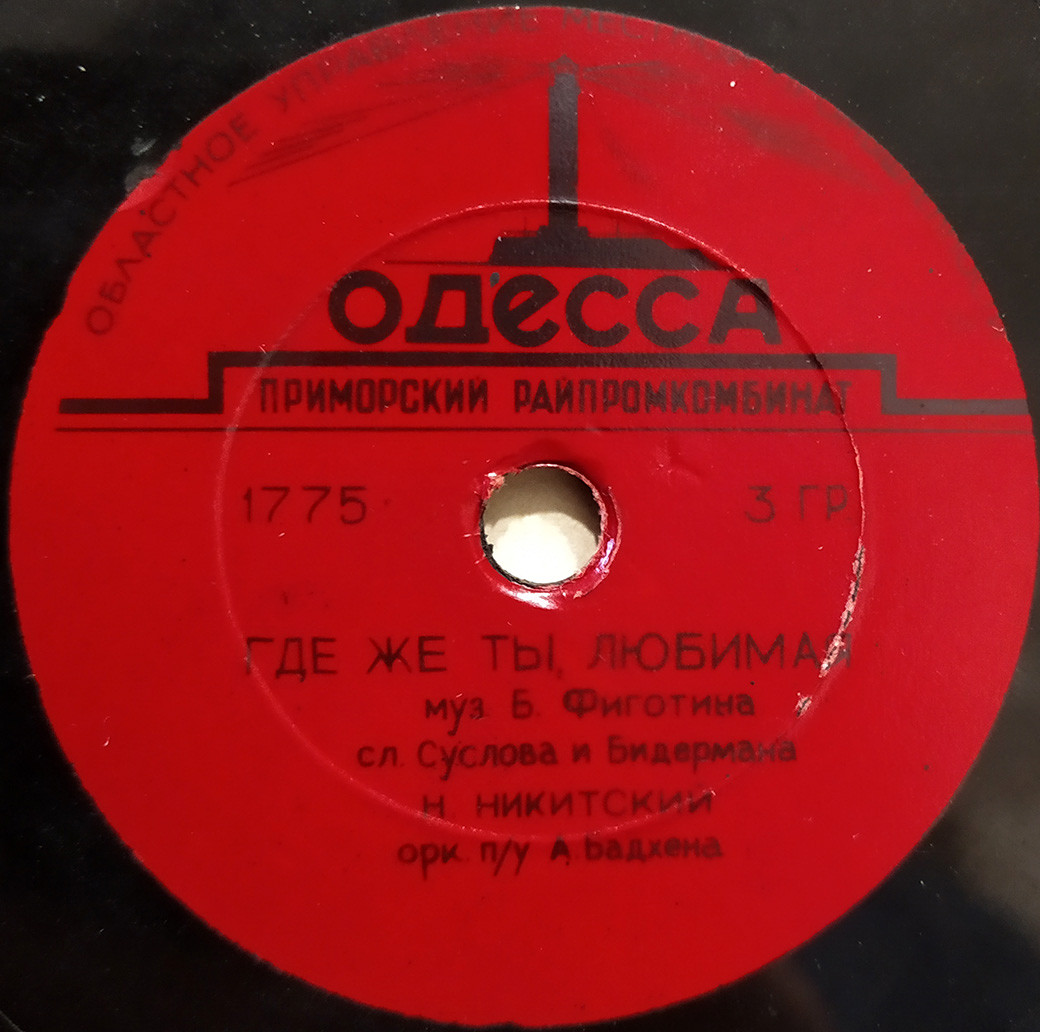 ОБЛАСТНОЕ УПРАВЛЕНИЕ
ОДЕССА
ПРИМОРСКИЙ РАЙПРОМКОМБИНАТ
1775 3 ГР
ГДЕ ЖЕ ТЫ, ЛЮБИМАЯ
муз. Б. Фиготина
сл. Суслова и Бидермана
Н. НИКИТСКИЙ
орк. п/у А. Бадхена